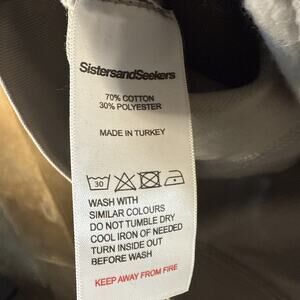 SistersandSeekers
70% COTTON
30% POLYESTER
MADE IN TURKEY
30
WASH WITH
SIMILAR COLOURS
DO NOT TUMBLE DRY
COOL IRON OF NEEDED
TURN INSIDE OUT
BEFORE WASH
KEEP AWAY FROM FIRE